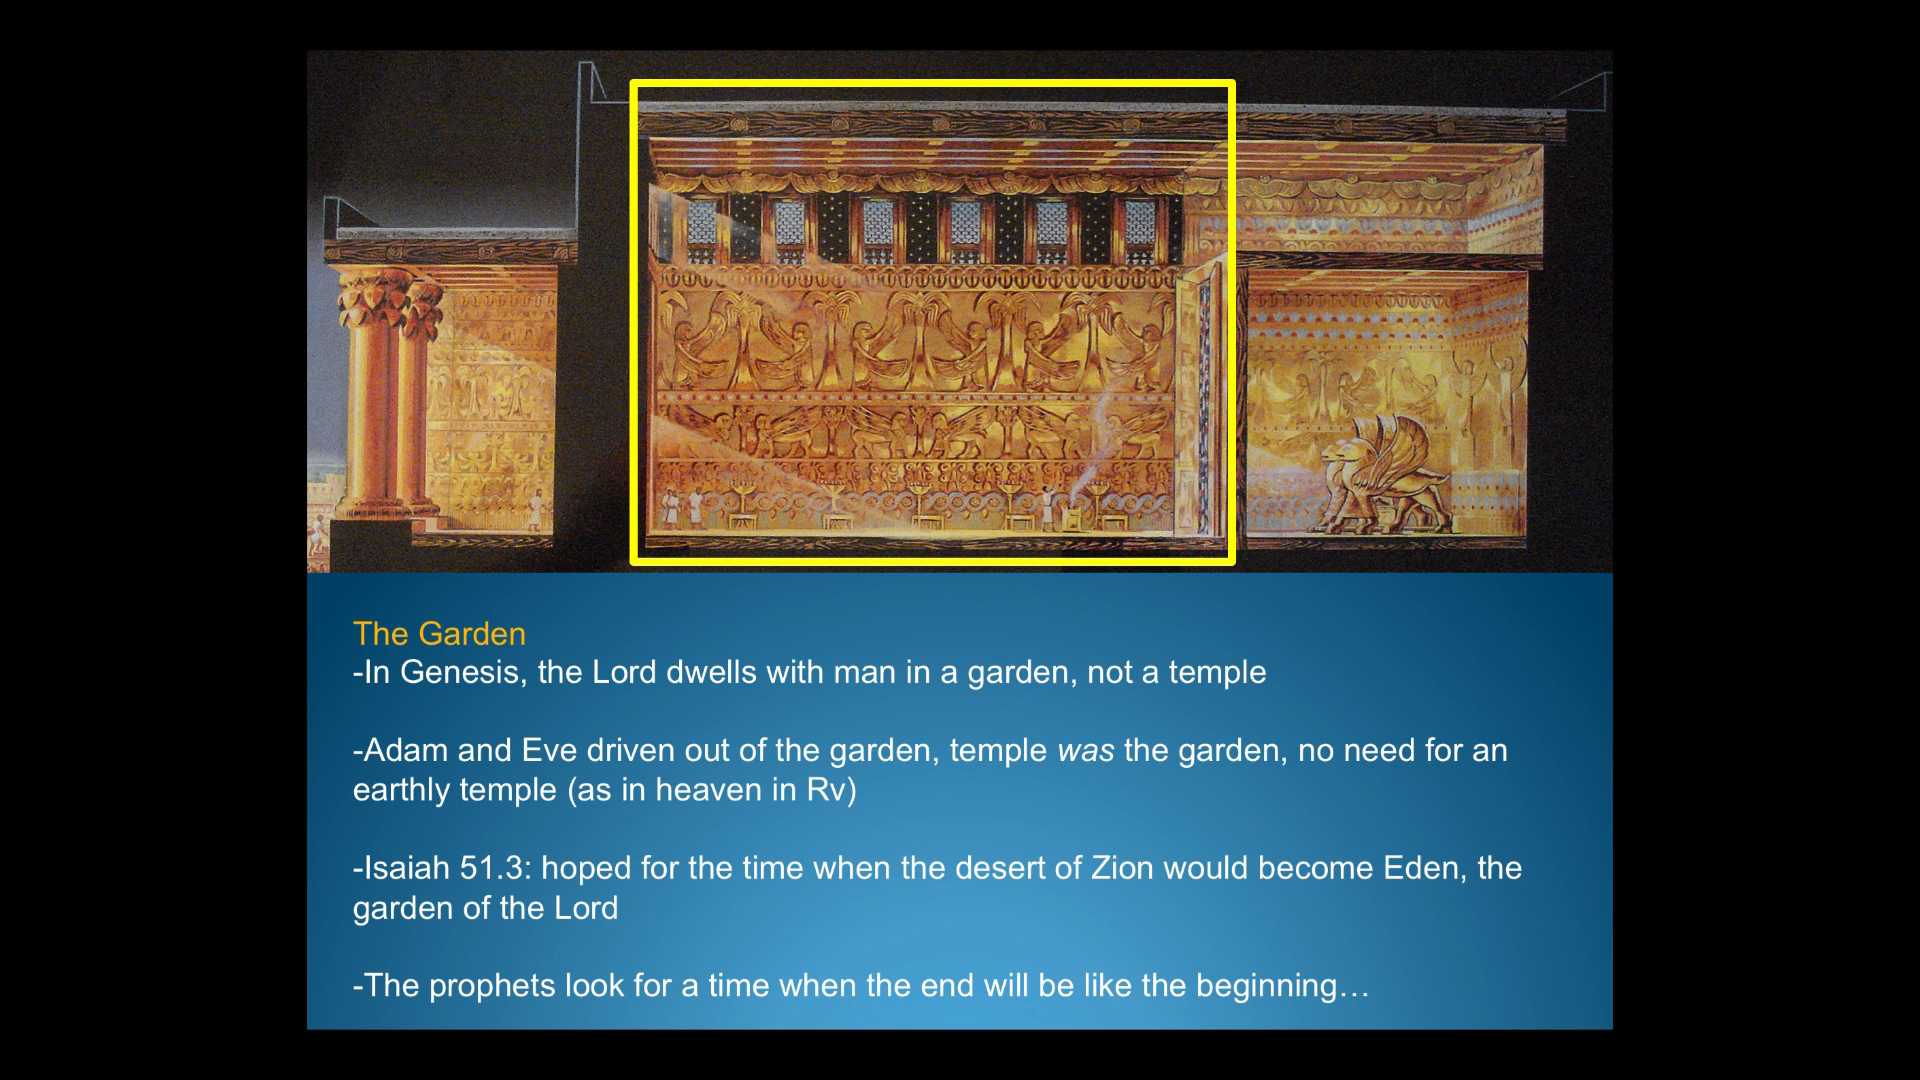 The Garden
-In Genesis, the Lord dwells with man in a garden, not a temple
-Adam and Eve driven out of the garden, temple was the garden, no need for an
earthly temple (as in heaven in Rv)
-Isaiah 51.3: hoped for the time when the desert of Zion would become Eden, the
garden of the Lord
-The prophets look for a time when the end will be like the beginning…